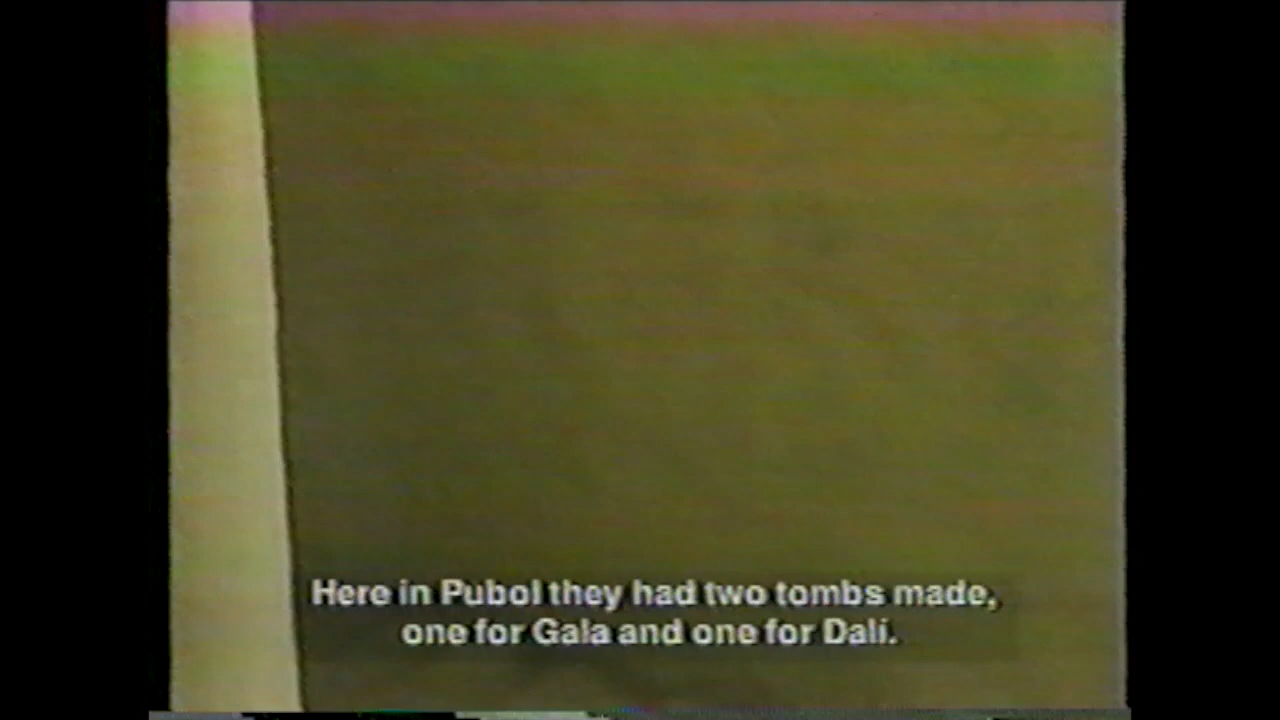 Here in Pubol they had two tombs made,
one for Gala and one for Dalí.